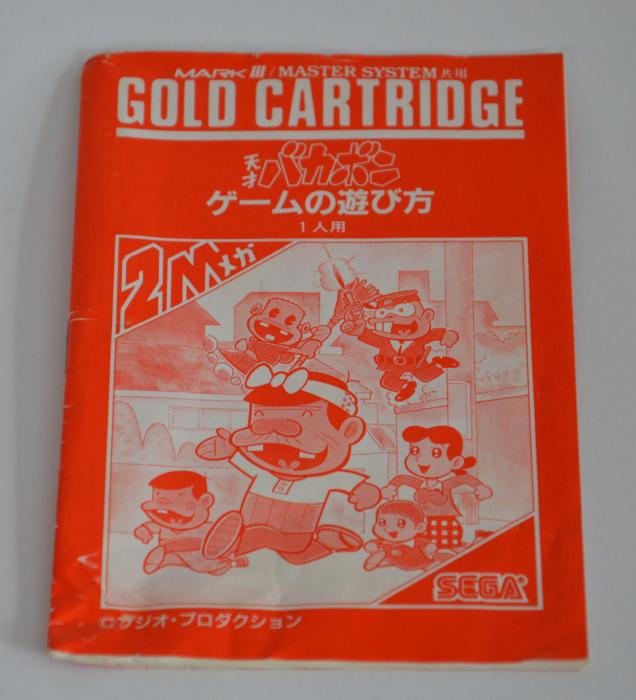 MARK III / MASTER SYSTEM 共用
GOLD CARTRIDGE
天才バカボン
ゲームの遊び方
1人用
2Mメガ
SEGA
©フジオ・プロダクション